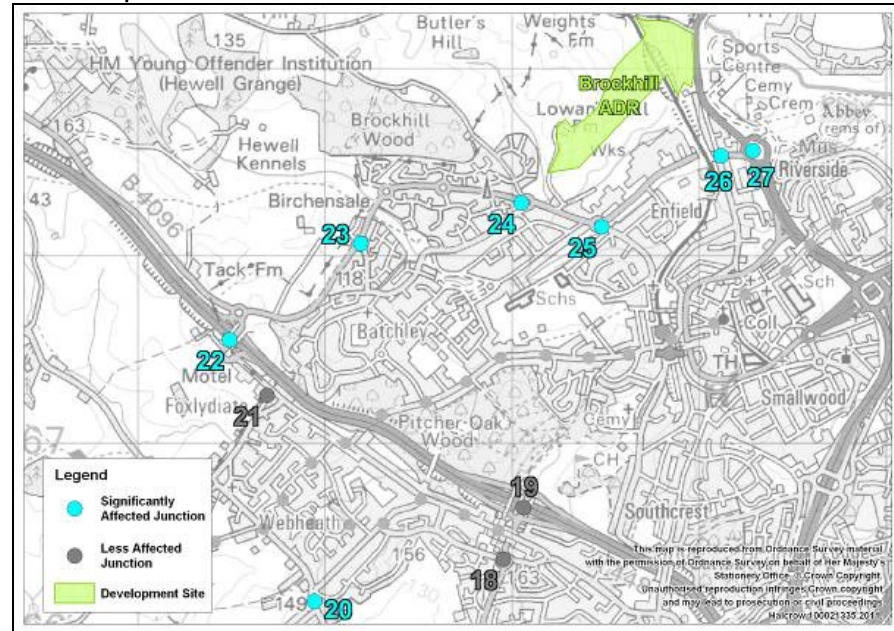 135
Butler's
Hill
Weights
Fm
HM Young Offender Institution
(Hewell Grange)
Sports
Centre
Cemy
Crem
Brockhill
ADR
Brockhill
Wood
163
Hewell
Kennels
Abbey
rems of
Mus
Wks
Riverside
26
27
43
B 4096
Birchensale
24
Enfield
23
25
Tack Fm
118
Schs
Sch
Batchley
Coll
22
TH
Motel
Smallwood
Foxlydiate
21
Pitcher Oak
Wood
Cemy
67
CH
Legend
Significantly
Affected Junction
Less Affected
Junction
Development Site
19
Southcrest
Webheath
156
18
149
20
This map is reproduced from Ordnance Survey material
with the permission of Ordnance Survey on behalf of Her Majesty's
Stationery Office. © Crown Copyright.
Unauthorised reproduction infringes Crown copyright
and may lead to prosecution or civil proceedings
Halcrow 100021335 2011